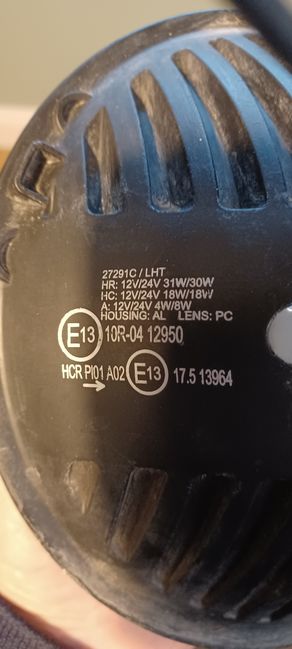 27291C / LHT
HR: 12V/24V 31W/30W
HC: 12V/24V 18W/18W
A: 12V/24V 4W/8W
HOUSING: AL LENS: PC
E13 10R-04 12950
HCR PI01 A02 E13 17.5 13964
→